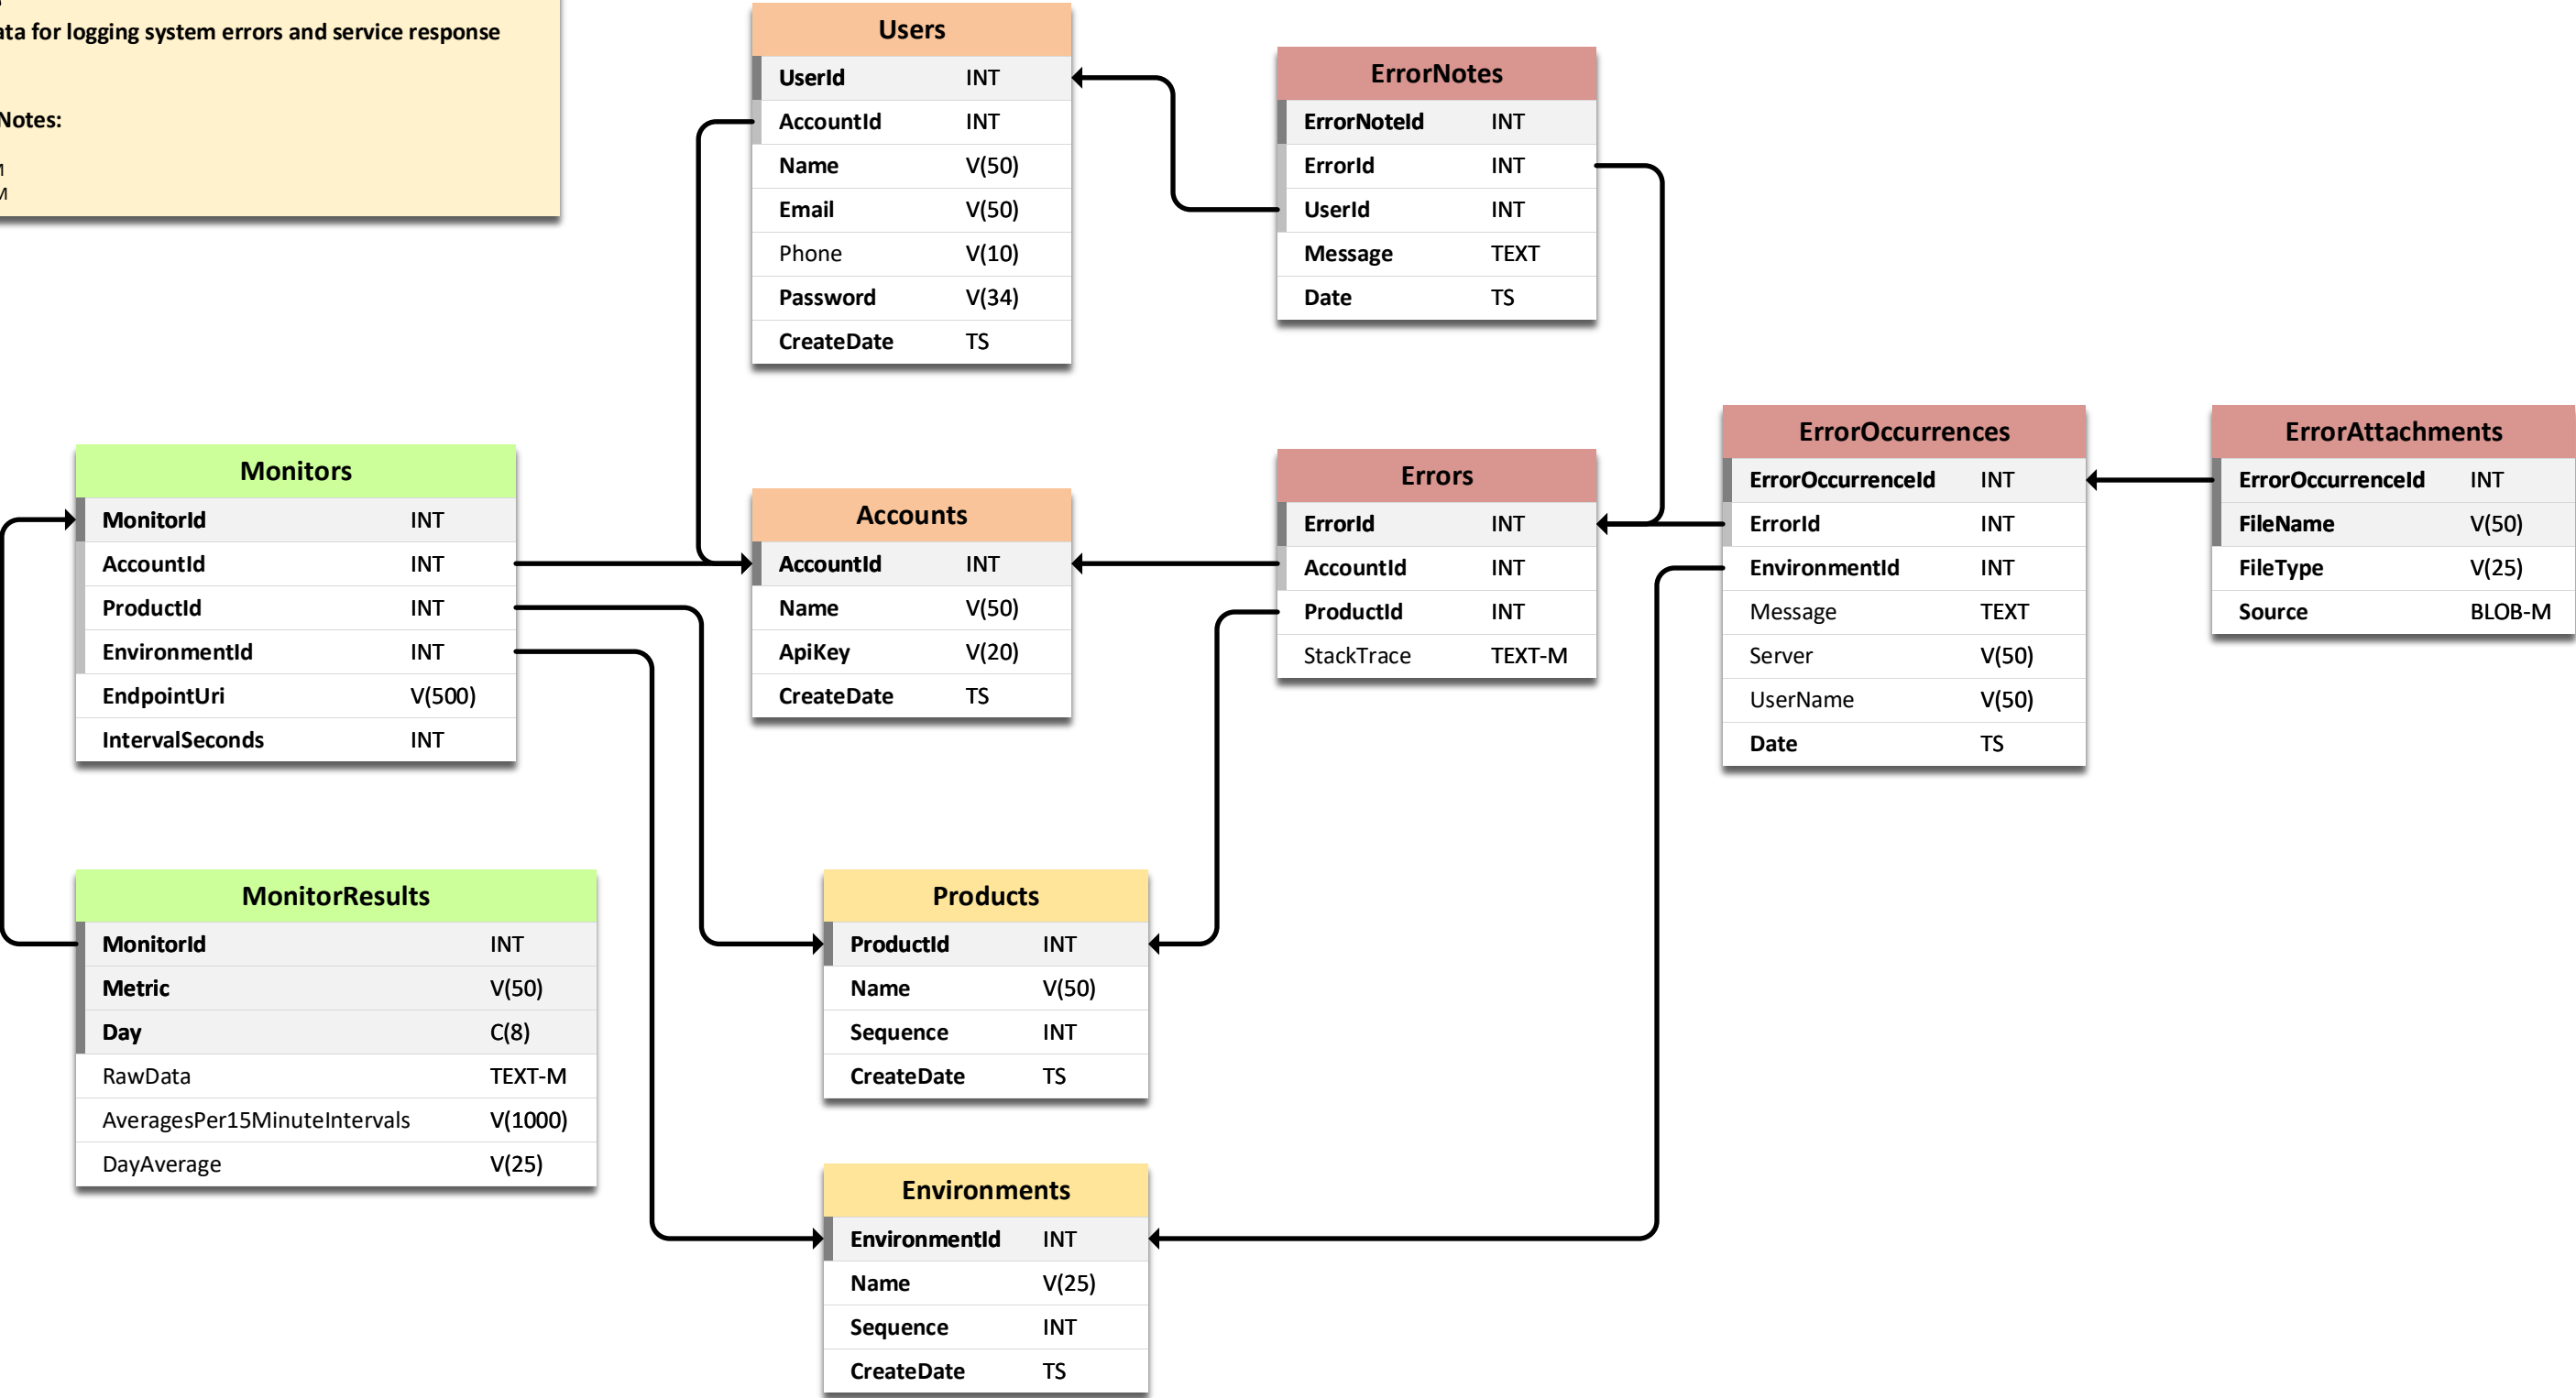 ata for logging system errors and service response
Notes:
M
M
Users
UserId INT
AccountId INT
Name V(50)
Email V(50)
Phone V(10)
Password V(34)
CreateDate TS
ErrorNotes
ErrorNoteId INT
ErrorId INT
UserId INT
Message TEXT
Date TS
Monitors
MonitorId INT
AccountId INT
ProductId INT
EnvironmentId INT
EndpointUri V(500)
IntervalSeconds INT
Accounts
AccountId INT
Name V(50)
ApiKey V(20)
CreateDate TS
Errors
ErrorId INT
AccountId INT
ProductId INT
StackTrace TEXT-M
ErrorOccurrences
ErrorOccurrenceId INT
ErrorId INT
EnvironmentId INT
Message TEXT
Server V(50)
UserName V(50)
Date TS
ErrorAttachments
ErrorOccurrenceId INT
FileName V(50)
FileType V(25)
Source BLOB-M
MonitorResults
MonitorId INT
Metric V(50)
Day C(8)
RawData TEXT-M
AveragesPer15MinuteIntervals V(1000)
DayAverage V(25)
Products
ProductId INT
Name V(50)
Sequence INT
CreateDate TS
Environments
EnvironmentId INT
Name V(25)
Sequence INT
CreateDate TS